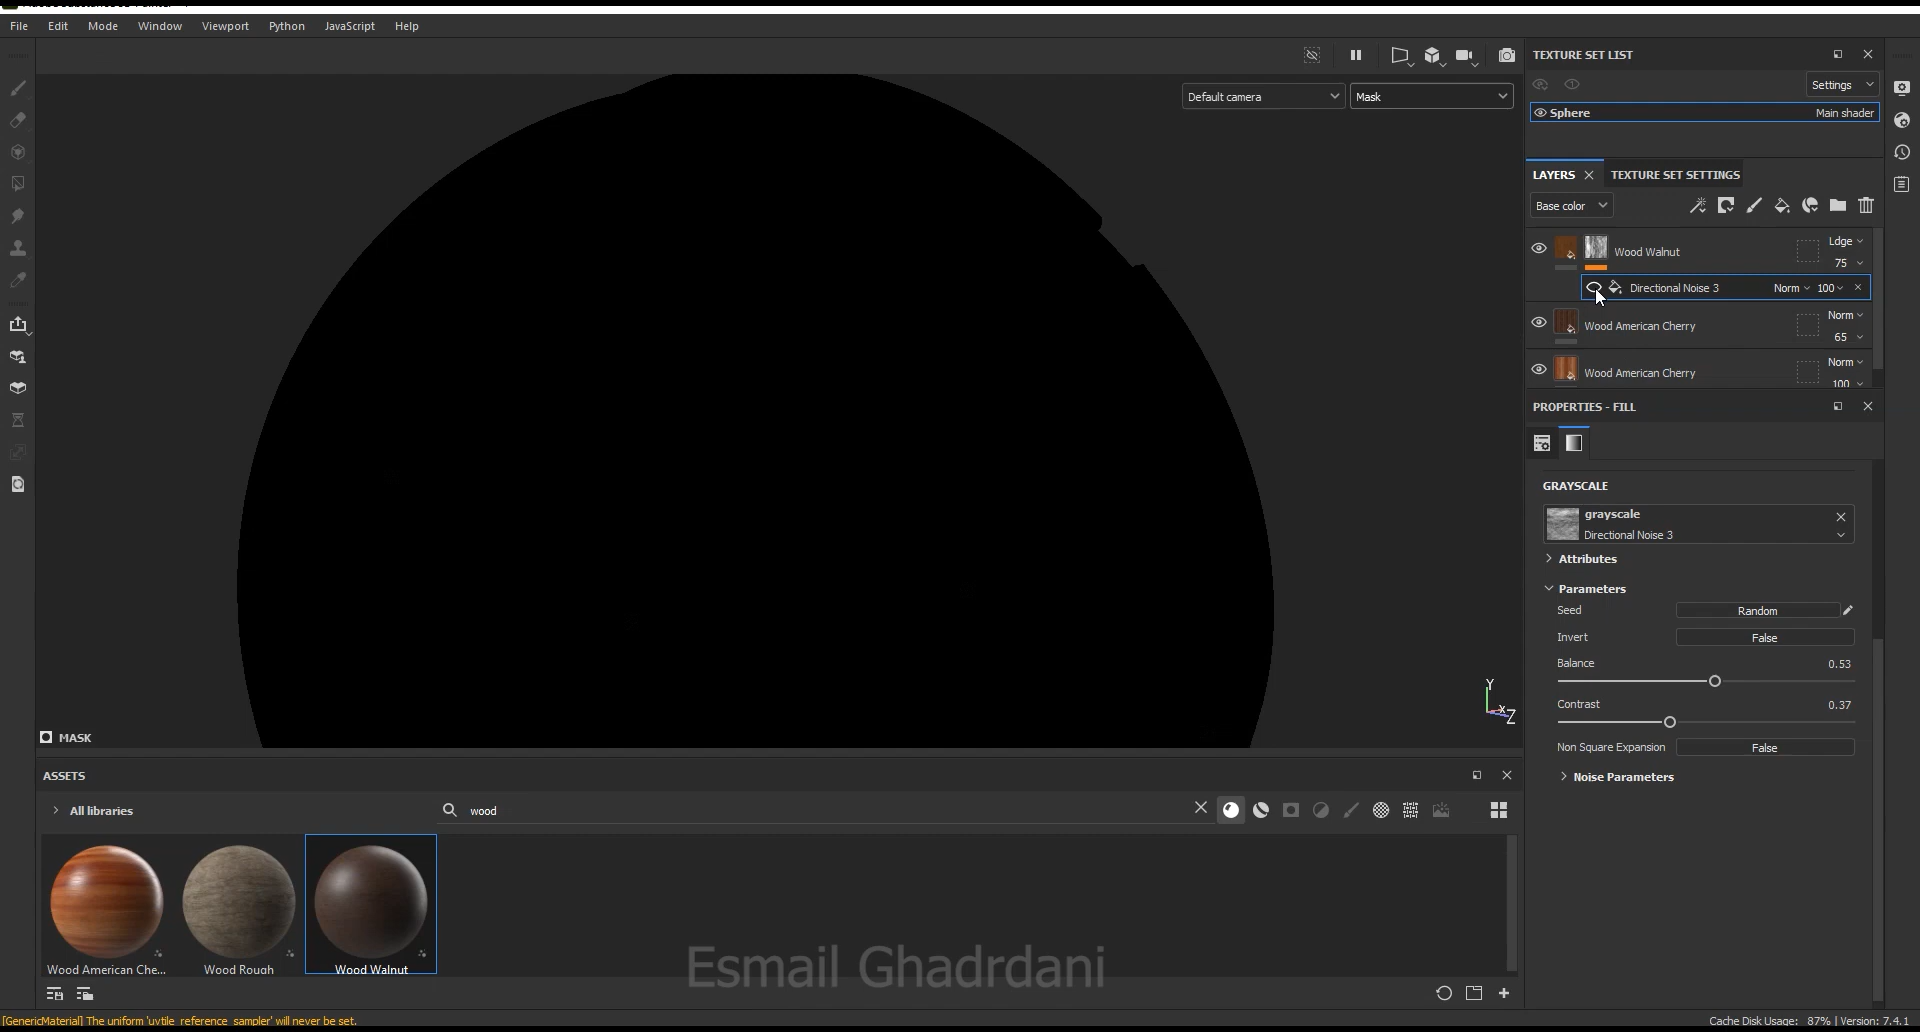 File Edit Mode Window Viewport Python JavaScript Help
Default camera
Mask
TEXTURE SET LIST
Settings
Sphere
Main shader
LAYERS
TEXTURE SET SETTINGS
Base color
Wood Walnut
Ldge
75
Directional Noise 3
Norm
100
Wood American Cherry
Norm
65
Wood American Cherry
Norm
100
PROPERTIES - FILL
GRAYSCALE
grayscale
Directional Noise 3
Attributes
Parameters
Seed
Random
Invert
False
Balance
0.53
Contrast
0.37
Non Square Expansion
False
Noise Parameters
Y
X
Z
MASK
ASSETS
All libraries
wood
Wood American Che...
Wood Rough
Wood Walnut
Esmail Ghadrdani
[GenericMaterial] The uniform 'uvtile_reference_sampler' will never be set.
Cache Disk Usage: 87% | Version: 7.4.1